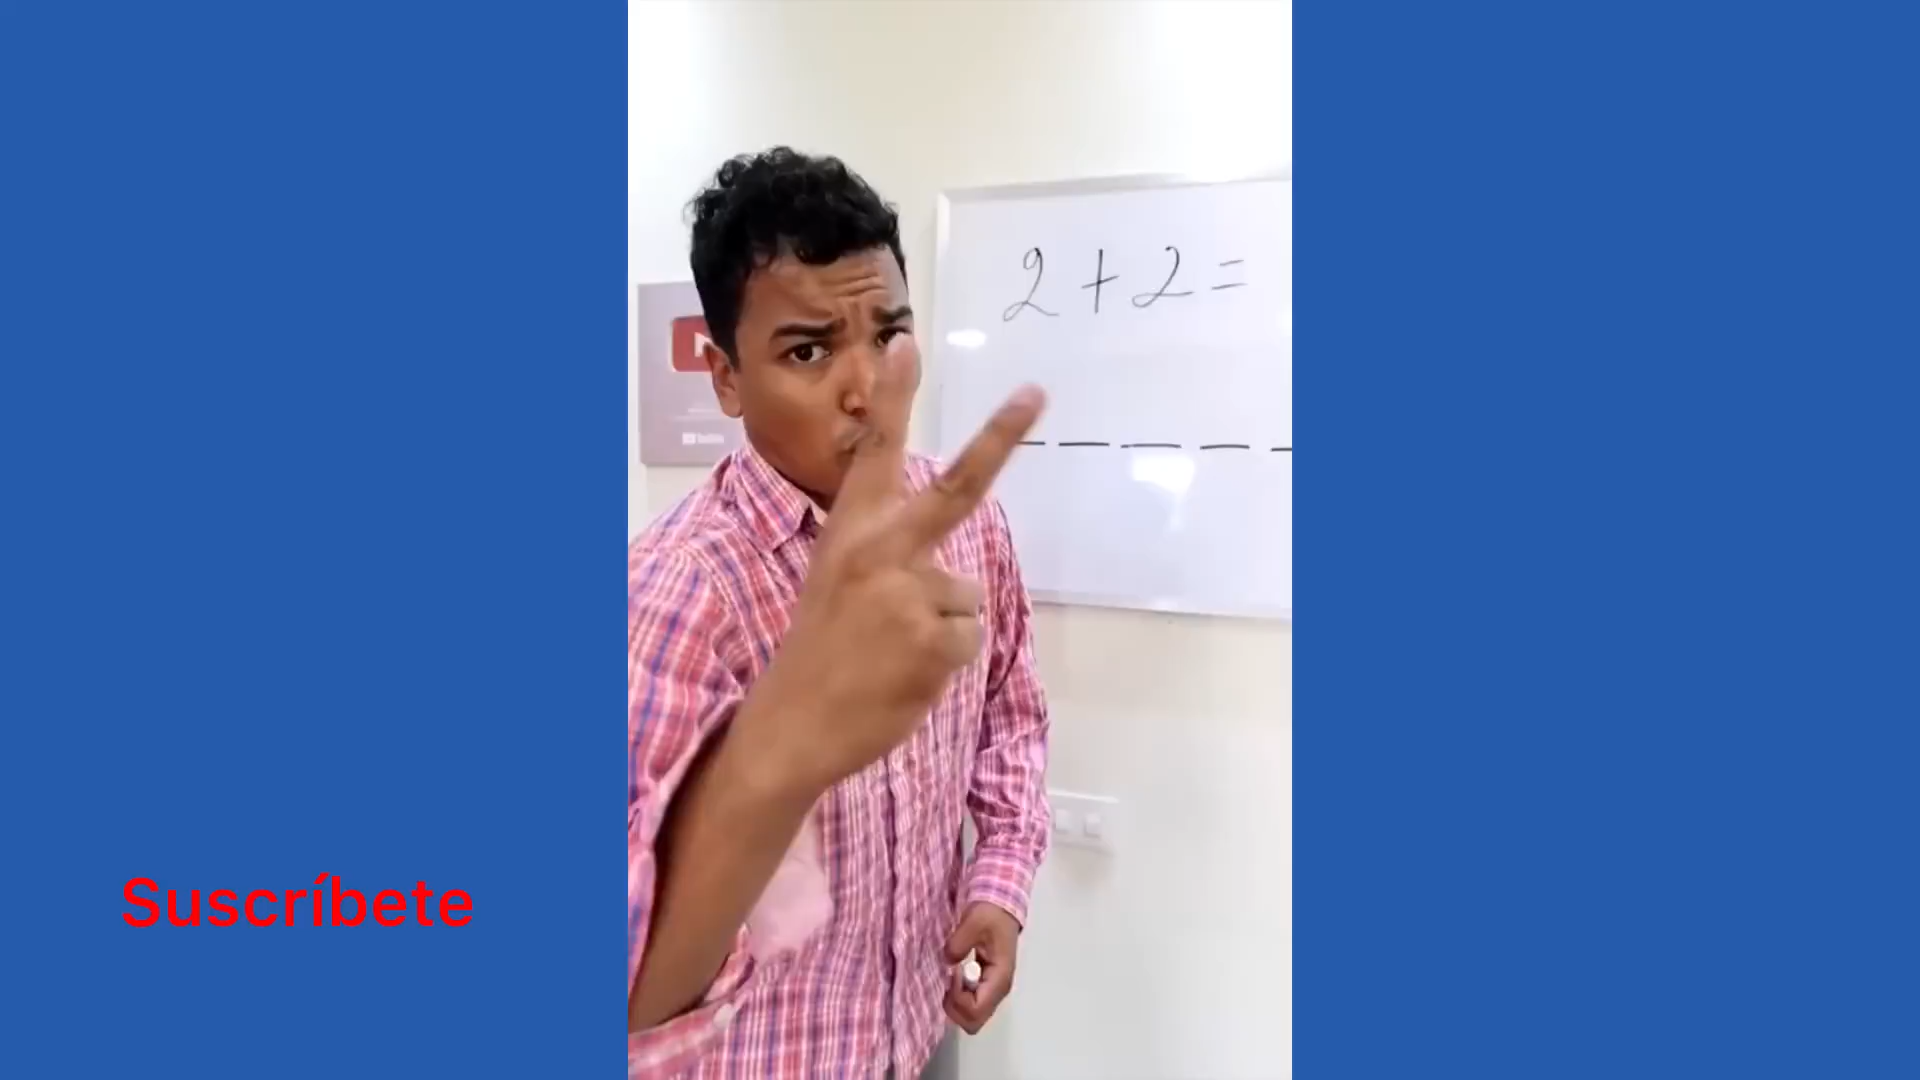 2 + 2 =
Suscríbete